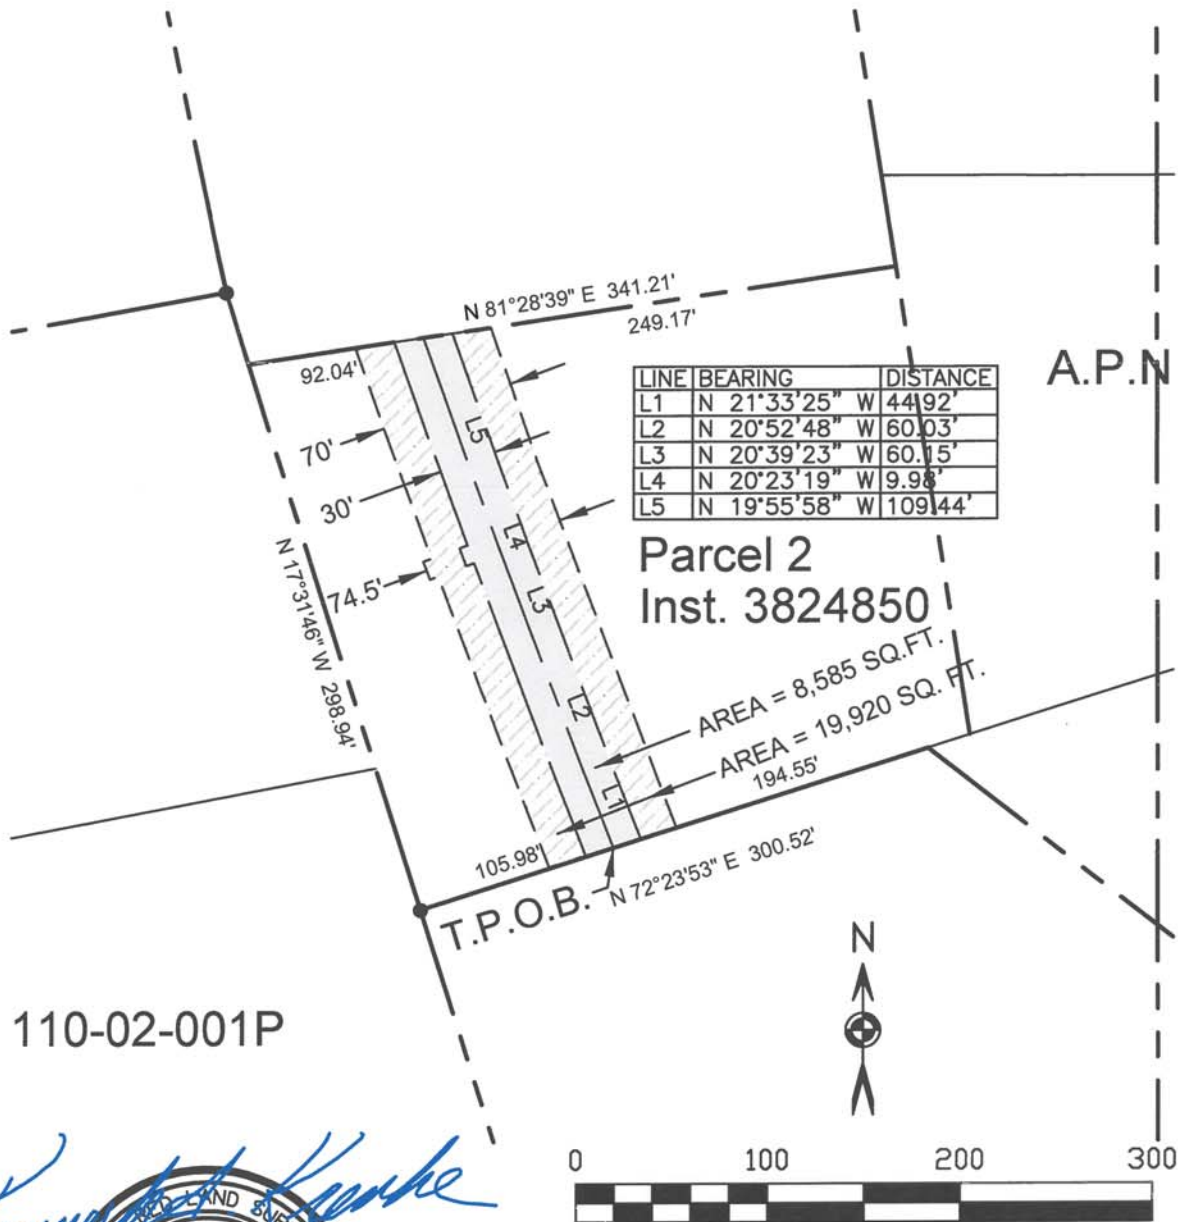 N 81°28'39" E 341.21'
249.17'
92.04'
LINE BEARING DISTANCE
L1 N 21°33'25" W 44.92'
L2 N 20°52'48" W 60.03'
L3 N 20°39'23" W 60.15'
L4 N 20°23'19" W 9.98'
L5 N 19°55'58" W 109.44'
A.P.N
L5
70'
30'
L4
74.5'
L3
N 17°31'46" W 298.94'
Parcel 2
Inst. 3824850
L2
AREA = 8,585 SQ.FT.
AREA = 19,920 SQ. FT.
L1
194.55'
105.98'
N 72°23'53" E 300.52'
T.P.O.B.
N
110-02-001P
0 100 200 300
LAND